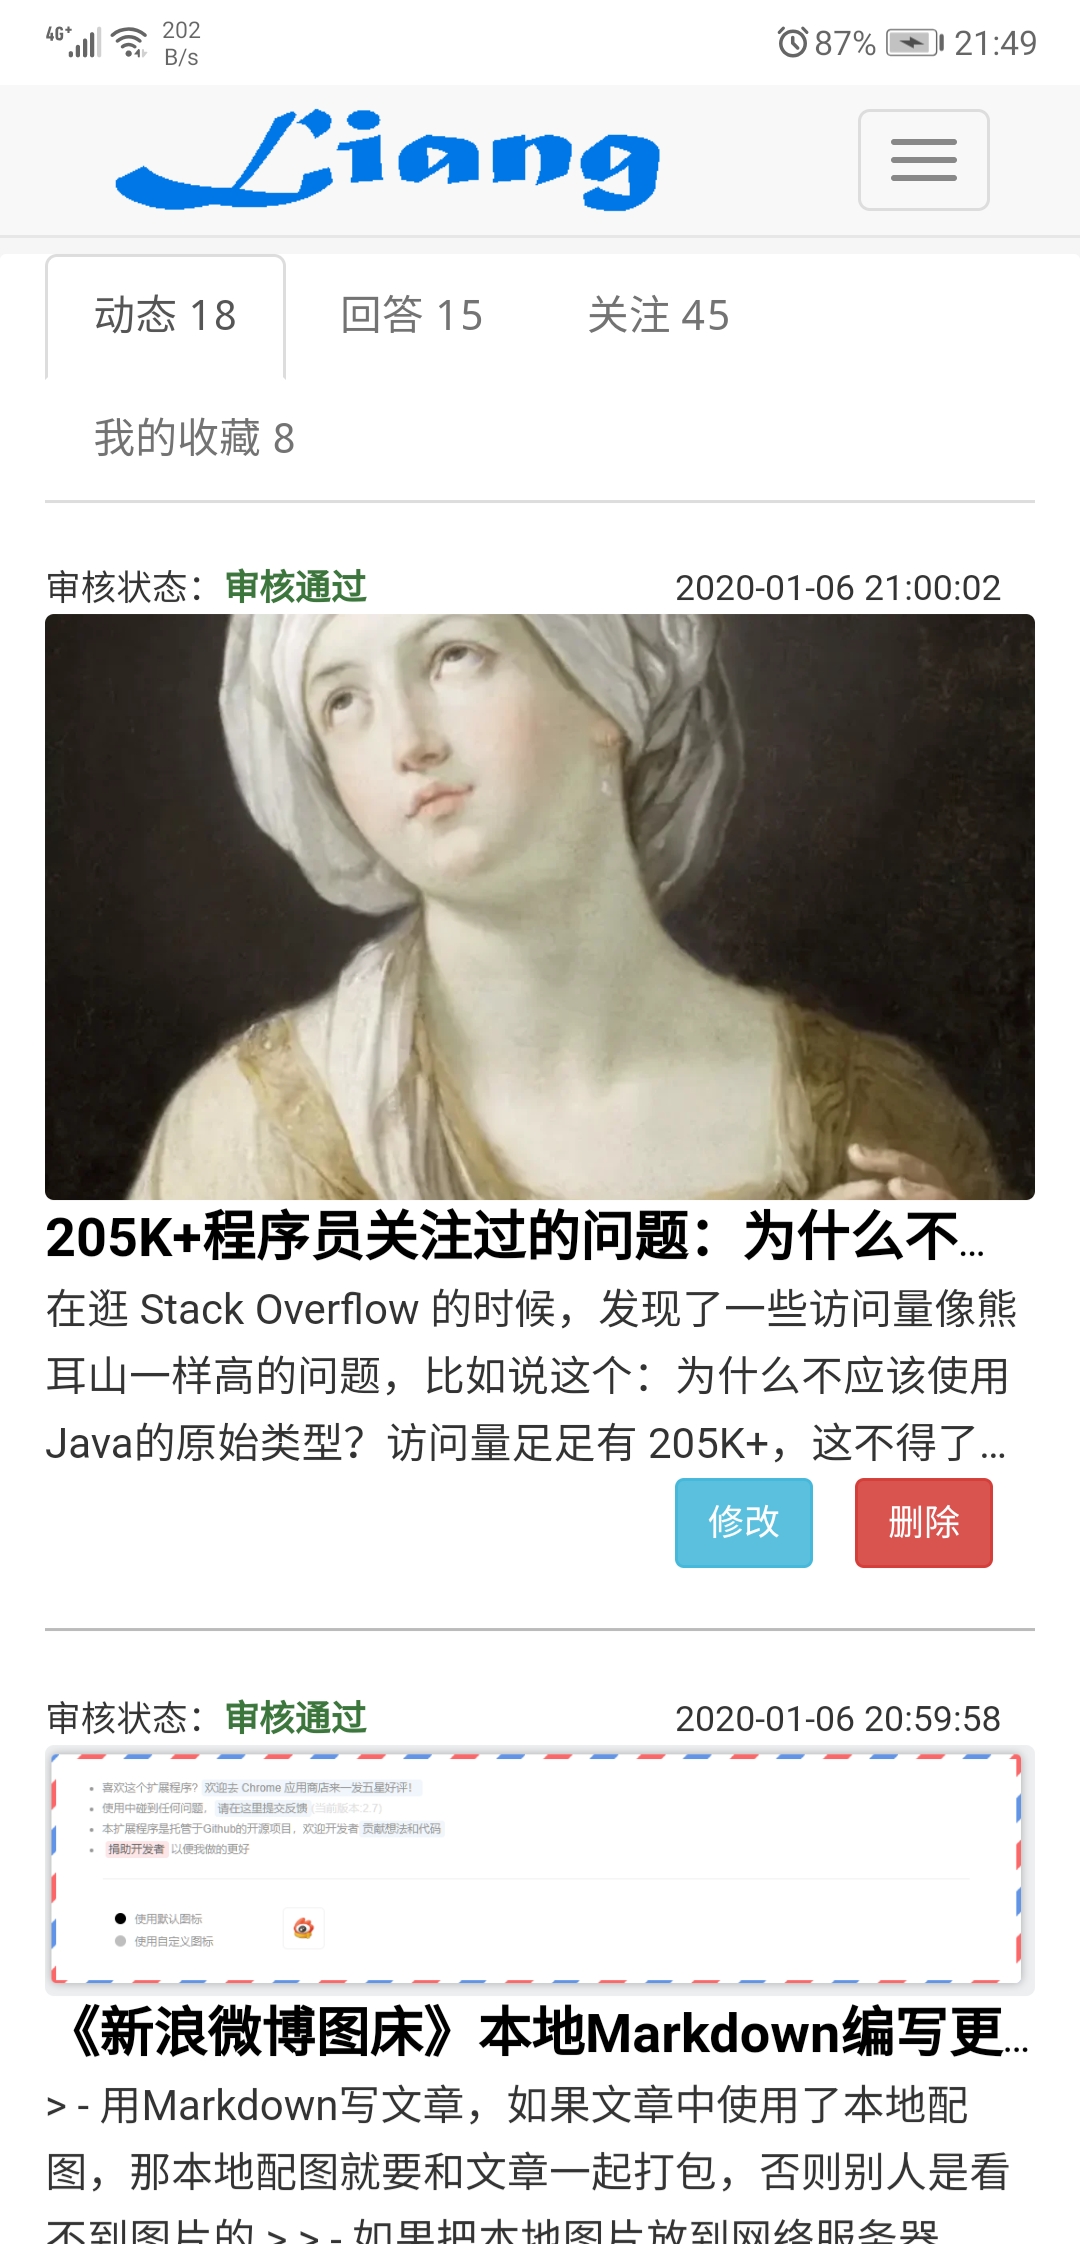 4G+ 202 B/s 87% 21:49
Liang
动态 18 回答 15 关注 45
我的收藏 8
审核状态：审核通过 2020-01-06 21:00:02
205K+程序员关注过的问题：为什么不...
在逛 Stack Overflow 的时候，发现了一些访问量像熊
耳山一样高的问题，比如说这个：为什么不应该使用
Java的原始类型？访问量足足有 205K+，这不得了...
修改 删除
审核状态：审核通过 2020-01-06 20:59:58
喜欢这个扩展程序？欢迎去 Chrome 应用商店来一发五星好评！
使用中碰到任何问题，请在这里提交反馈 (当前版本:2.7)
本扩展程序是托管于Github的开源项目，欢迎开发者 贡献想法和代码
捐助开发者 以便我做的更好
使用默认图标
使用自定义图标
《新浪微博图床》本地Markdown编写更...
> - 用Markdown写文章，如果文章中使用了本地配
图，那本地配图就要和文章一起打包，否则别人是看
不到图片的 > > - 如果把本地图片放到网络服务器